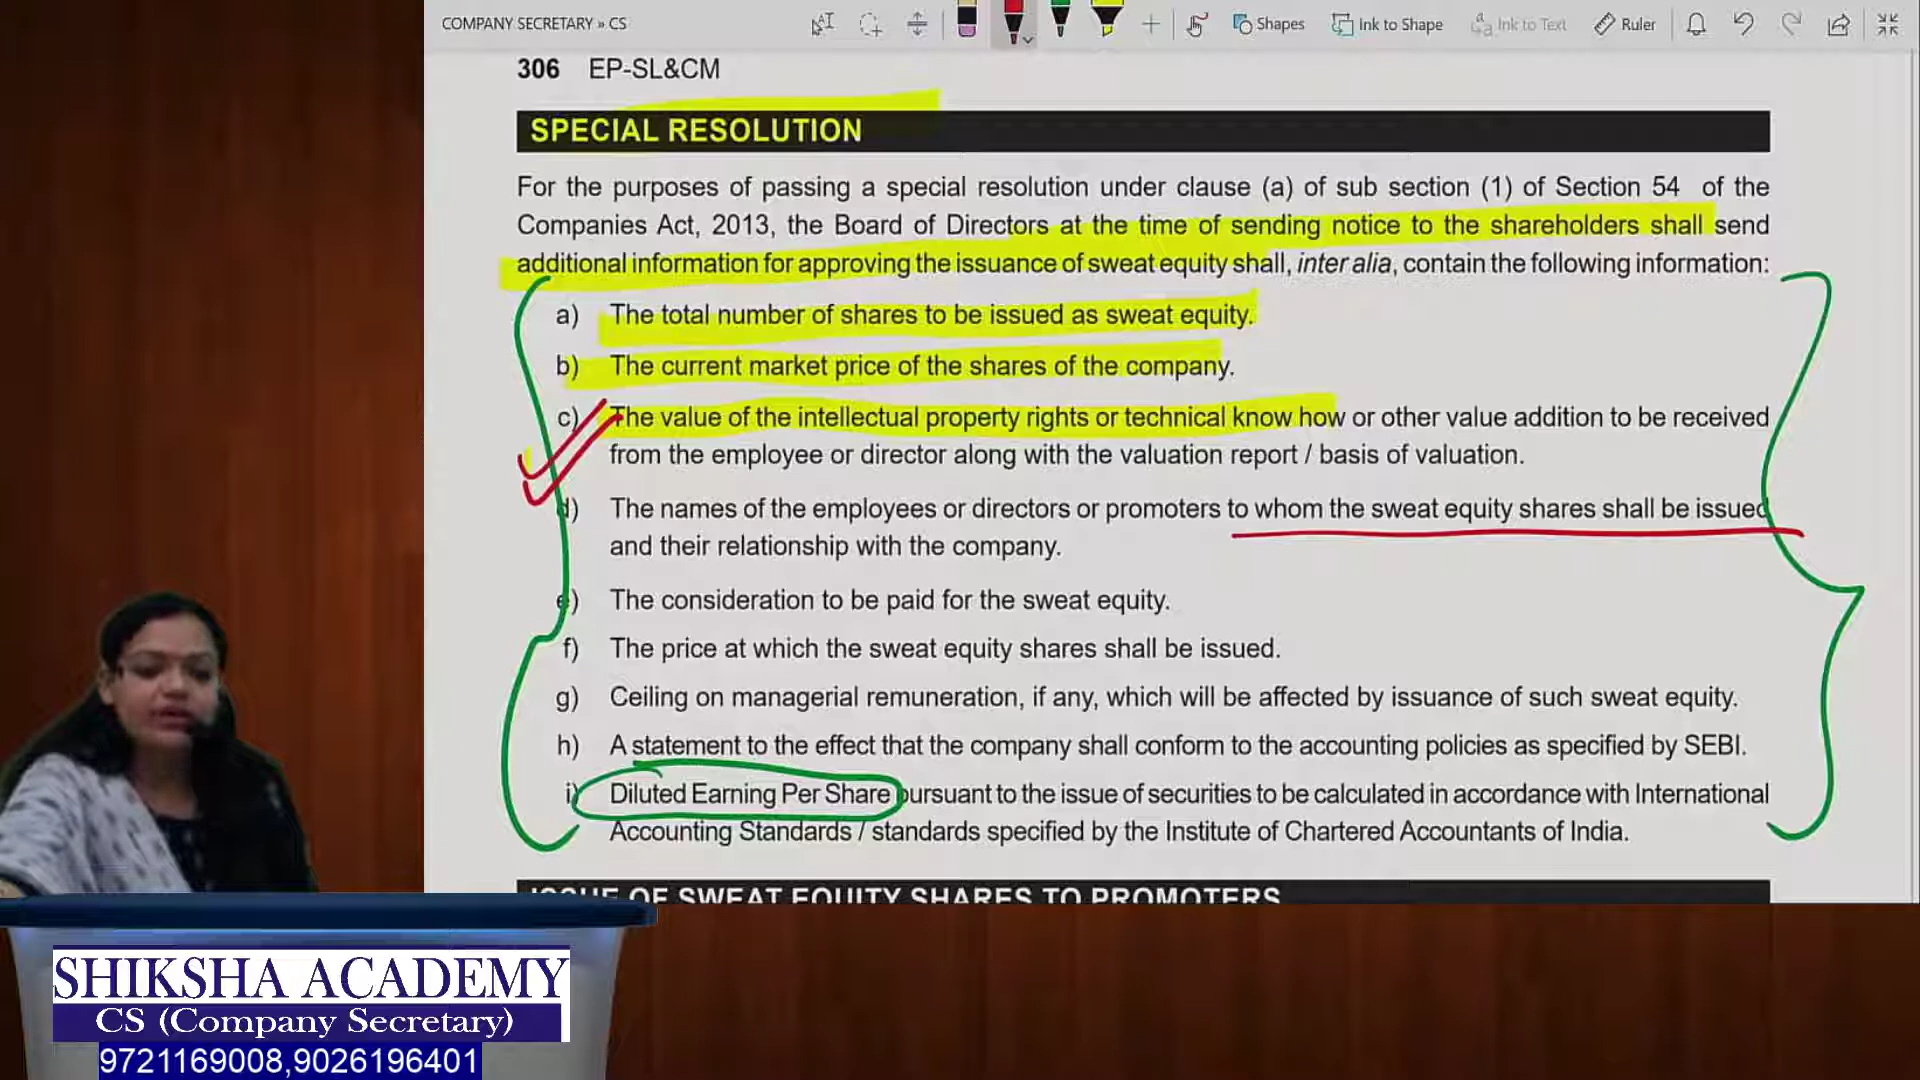 COMPANY SECRETARY » CS
Shapes
Ink to Shape
Ink to Text
Ruler
306 EP-SL&CM
SPECIAL RESOLUTION
For the purposes of passing a special resolution under clause (a) of sub section (1) of Section 54 of the
Companies Act, 2013, the Board of Directors at the time of sending notice to the shareholders shall send
additional information for approving the issuance of sweat equity shall, inter alia, contain the following information:
a) The total number of shares to be issued as sweat equity.
b) The current market price of the shares of the company.
c) The value of the intellectual property rights or technical know how or other value addition to be received
from the employee or director along with the valuation report / basis of valuation.
d) The names of the employees or directors or promoters to whom the sweat equity shares shall be issued
and their relationship with the company.
e) The consideration to be paid for the sweat equity.
f) The price at which the sweat equity shares shall be issued.
g) Ceiling on managerial remuneration, if any, which will be affected by issuance of such sweat equity.
h) A statement to the effect that the company shall conform to the accounting policies as specified by SEBI.
i) Diluted Earning Per Share pursuant to the issue of securities to be calculated in accordance with International
Accounting Standards / standards specified by the Institute of Chartered Accountants of India.
ISSUE OF SWEAT EQUITY SHARES TO PROMOTERS
SHIKSHA ACADEMY
CS (Company Secretary)
9721169008,9026196401